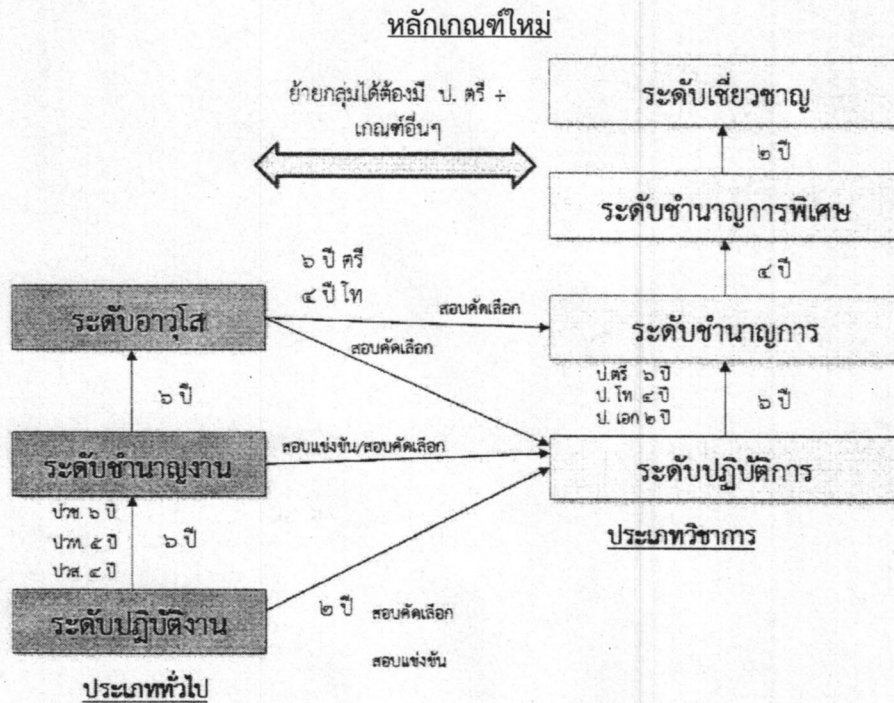 หลักเกณฑ์ใหม่
ย้ายกลุ่มได้ต้องมี ป. ตรี +
เกณฑ์อื่นๆ
ระดับเชี่ยวชาญ
๒ ปี
ระดับชำนาญการพิเศษ
๔ ปี
๖ ปี ตรี
๔ ปี โท
ระดับอาวุโส
สอบคัดเลือก
ระดับชำนาญการ
สอบคัดเลือก
๖ ปี
ป.ตรี ๖ ปี
ป. โท ๔ ปี
ป. เอก ๒ ปี
๖ ปี
ระดับชำนาญงาน
สอบแข่งขัน/สอบคัดเลือก
ระดับปฏิบัติการ
ประเภทวิชาการ
ปวช. ๖ ปี
ปวท. ๕ ปี
ปวส. ๔ ปี
๖ ปี
ระดับปฏิบัติงาน
๒ ปี สอบคัดเลือก
สอบแข่งขัน
ประเภททั่วไป